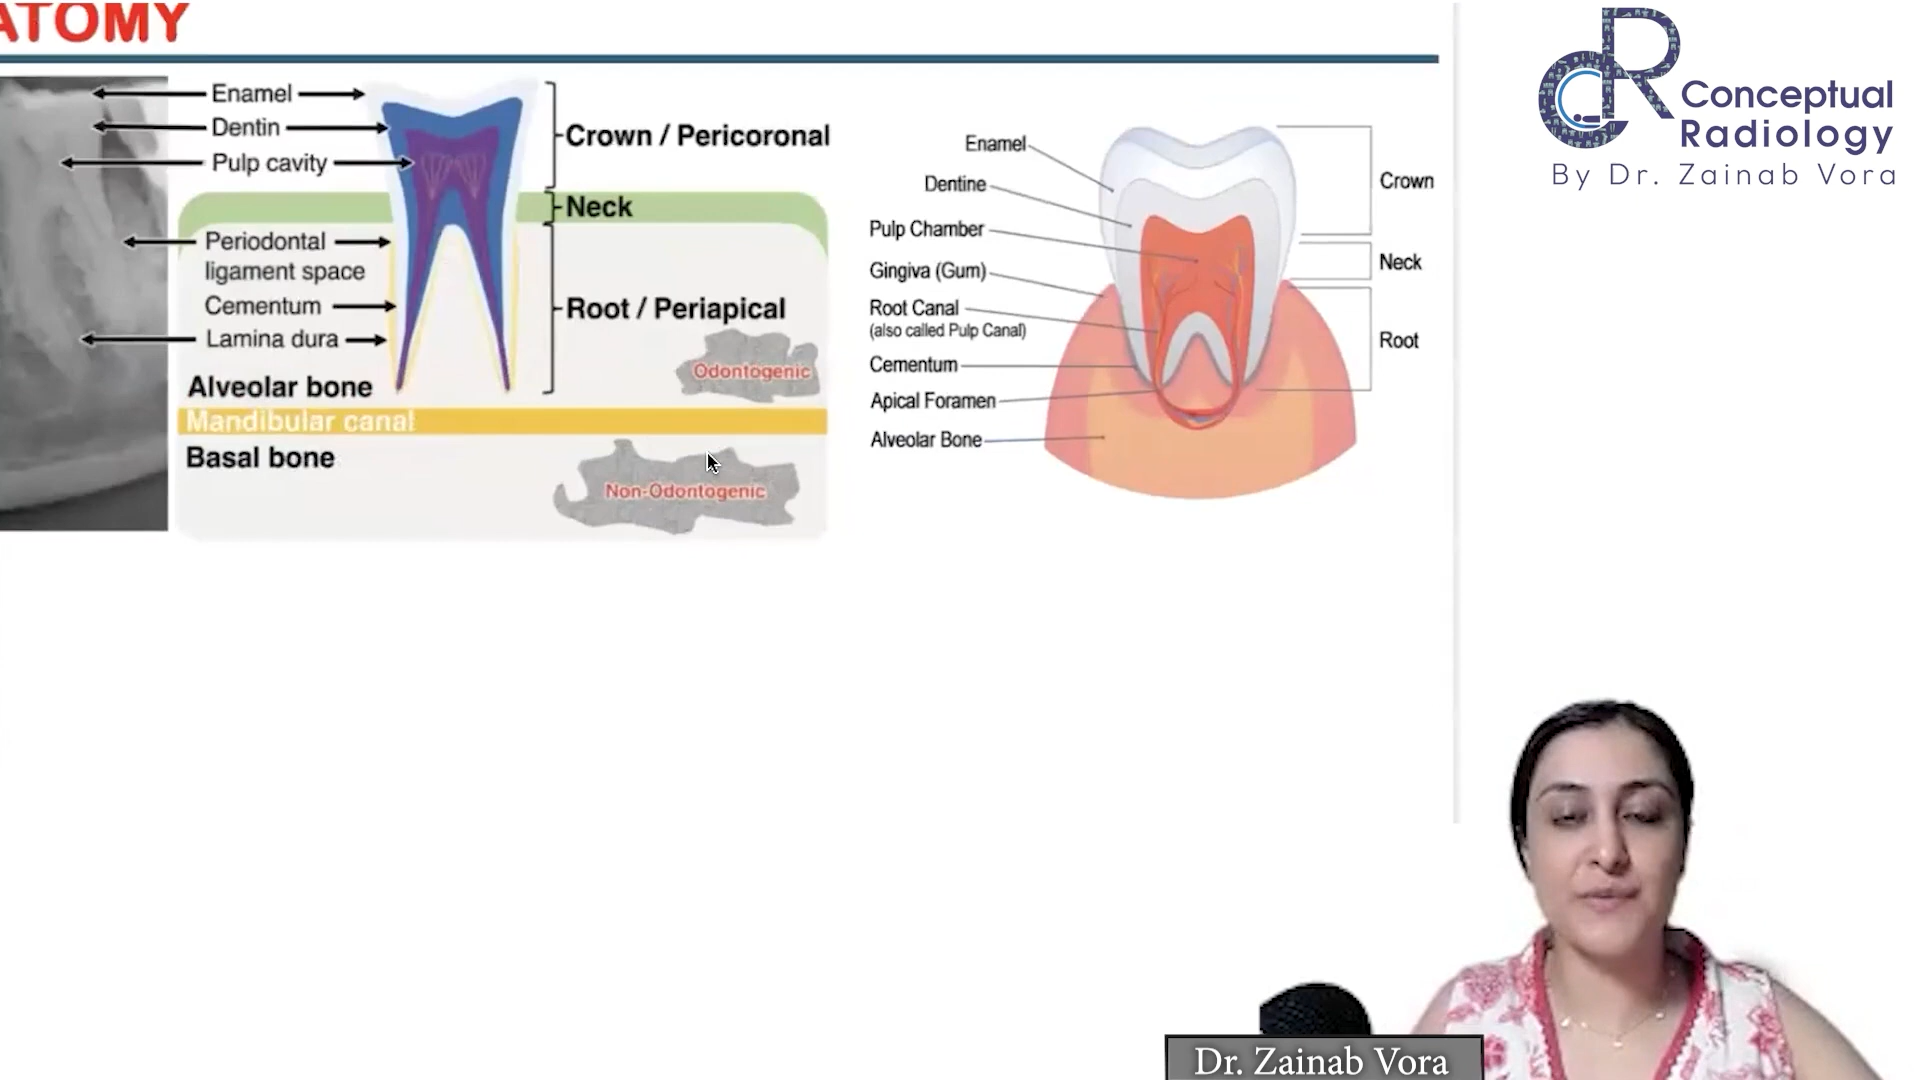 ATOMY
Enamel
Dentin
Pulp cavity
Crown / Pericoronal
Neck
Periodontal
ligament space
Cementum
Lamina dura
Root / Periapical
Odontogenic
Alveolar bone
Mandibular canal
Basal bone
Non-Odontogenic
Enamel
Dentine
Pulp Chamber
Gingiva (Gum)
Root Canal
(also called Pulp Canal)
Cementum
Apical Foramen
Alveolar Bone
Crown
Neck
Root
CR
Conceptual
Radiology
By Dr. Zainab Vora
Dr. Zainab Vora